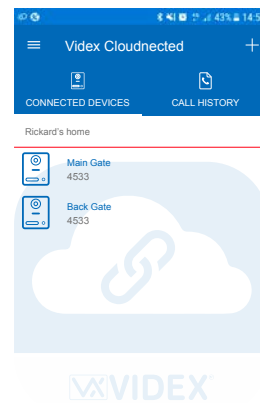 43% 14:5
Videx Cloudnected
CONNECTED DEVICES CALL HISTORY
Rickard's home
Main Gate
4533
Back Gate
4533
VIDEX